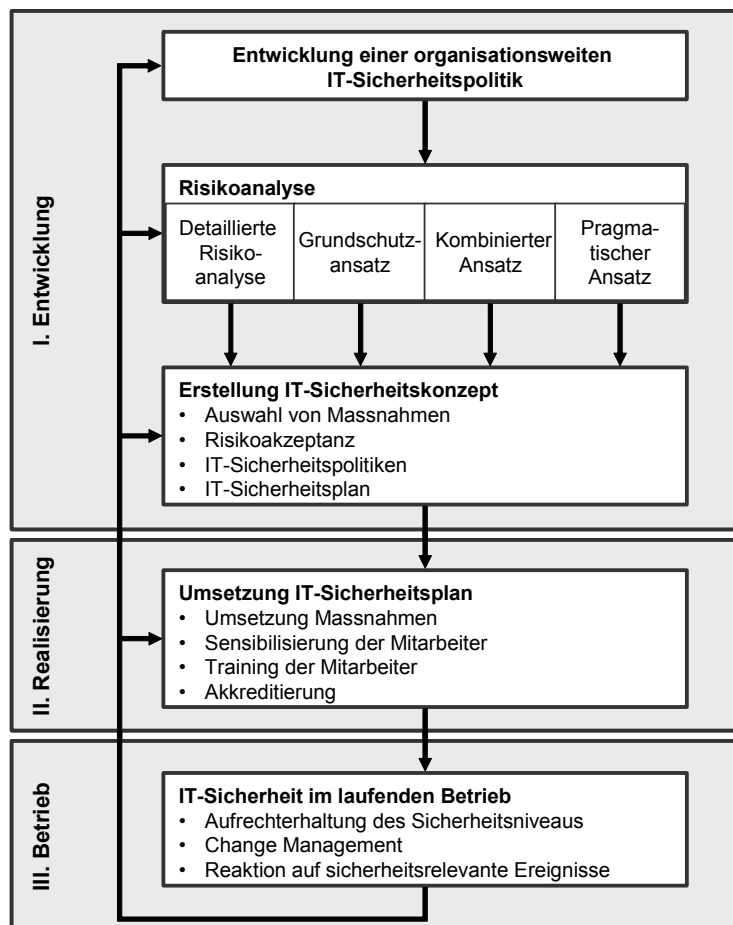 Entwicklung einer organisationsweiten
IT-Sicherheitspolitik
I. Entwicklung
Risikoanalyse
Detaillierte
Risiko-
analyse
Grundschutz-
ansatz
Kombinierter
Ansatz
Pragma-
tischer
Ansatz
Erstellung IT-Sicherheitskonzept
• Auswahl von Massnahmen
• Risikoakzeptanz
• IT-Sicherheitspolitiken
• IT-Sicherheitsplan
II. Realisierung
Umsetzung IT-Sicherheitsplan
• Umsetzung Massnahmen
• Sensibilisierung der Mitarbeiter
• Training der Mitarbeiter
• Akkreditierung
III. Betrieb
IT-Sicherheit im laufenden Betrieb
• Aufrechterhaltung des Sicherheitsniveaus
• Change Management
• Reaktion auf sicherheitsrelevante Ereignisse